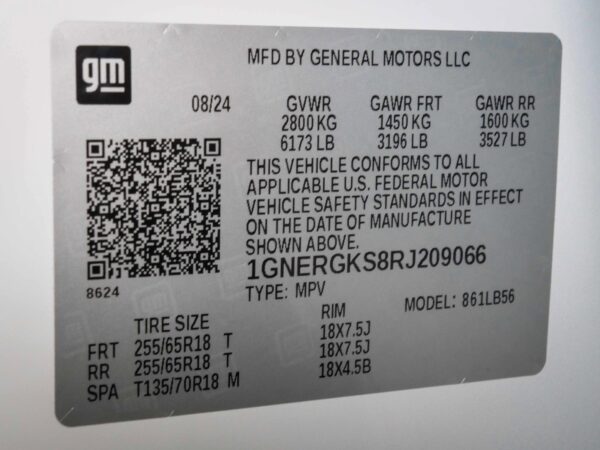 gm
MFD BY GENERAL MOTORS LLC
08/24 GVWR GAWR FRT GAWR RR
2800 KG 1450 KG 1600 KG
6173 LB 3196 LB 3527 LB
THIS VEHICLE CONFORMS TO ALL
APPLICABLE U.S. FEDERAL MOTOR
VEHICLE SAFETY STANDARDS IN EFFECT
ON THE DATE OF MANUFACTURE
SHOWN ABOVE.
1GNERGKS8RJ209066
8624
TYPE: MPV MODEL: 861LB56
TIRE SIZE RIM
FRT 255/65R18 T 18X7.5J
RR 255/65R18 T 18X7.5J
SPA T135/70R18 M 18X4.5B